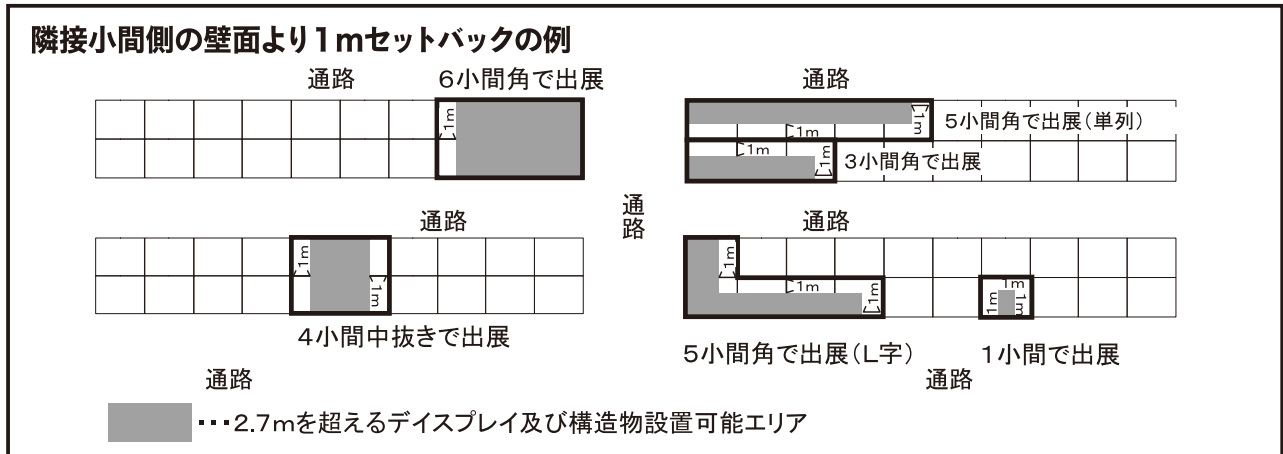 隣接小間側の壁面より1mセットバックの例
通路
6小間角で出展
1m
通路
1m
5小間角で出展(単列)
1m
1m
1m
3小間角で出展
通路
通路
1m
1m
4小間中抜きで出展
通路
1m
1m
1m
1m
1m
1m
5小間角で出展(L字)
1小間で出展
通路
通路
･･･2.7mを超えるデイスプレイ及び構造物設置可能エリア